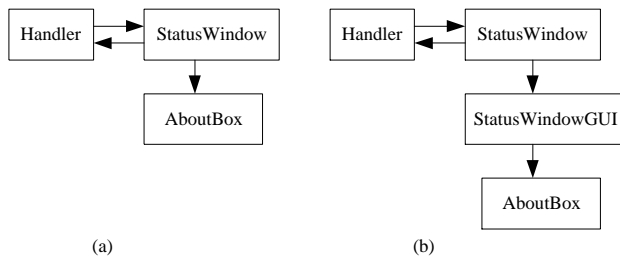 Handler
StatusWindow
AboutBox
(a)
Handler
StatusWindow
StatusWindowGUI
AboutBox
(b)